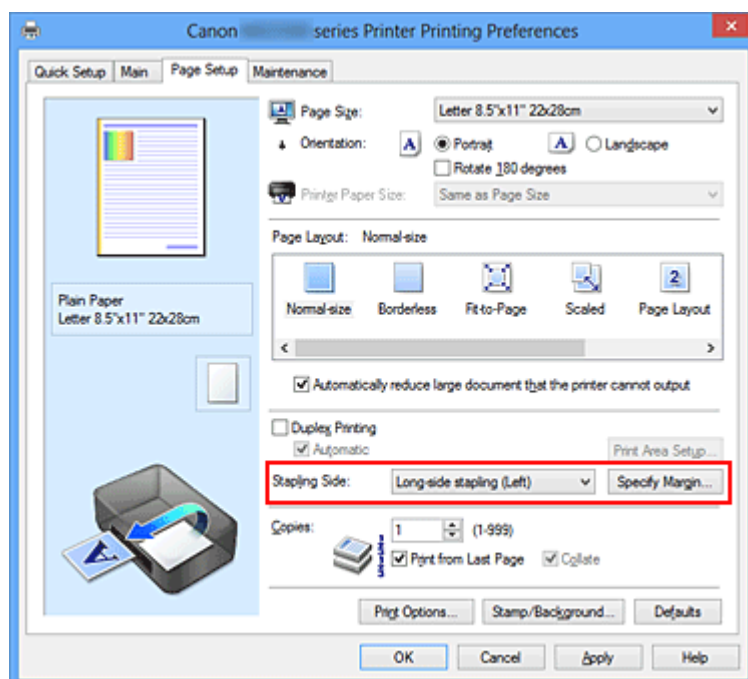 Canon series Printer Printing Preferences
Quick Setup Main Page Setup Maintenance
Page Size: Letter 8.5"x11" 22x28cm
Orientation: A Portrait A Landscape
Rotate 180 degrees
Printer Paper Size: Same as Page Size
Page Layout: Normal-size
2
Normal-size Borderless Fit-to-Page Scaled Page Layout
Plain Paper
Letter 8.5"x11" 22x28cm
Automatically reduce large document that the printer cannot output
Duplex Printing
Automatic Print Area Setup...
Stapling Side: Long-side stapling (Left) Specify Margin...
Copies: 1 (1-999)
Print from Last Page Collate
A
Print Options... Stamp/Background... Defaults
OK Cancel Apply Help